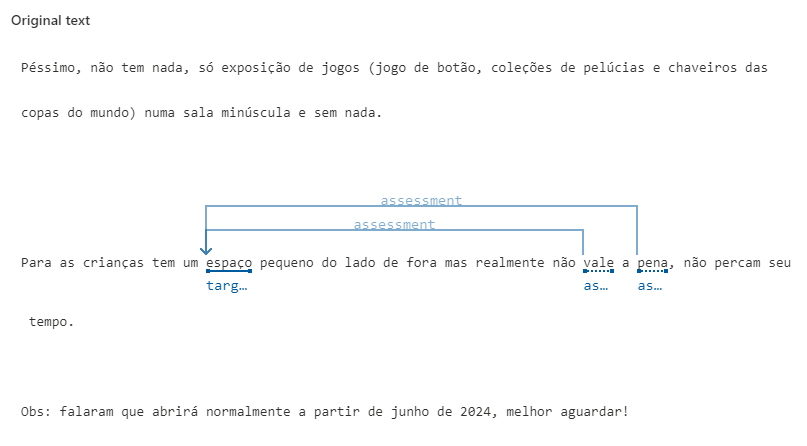 Original text
Péssimo, não tem nada, só exposição de jogos (jogo de botão, coleções de pelúcias e chaveiros das
copas do mundo) numa sala minúscula e sem nada.
assessment
assessment
Para as crianças tem um espaço pequeno do lado de fora mas realmente não vale a pena, não percam seu
targ… as… as…
tempo.
Obs: falaram que abrirá normalmente a partir de junho de 2024, melhor aguardar!